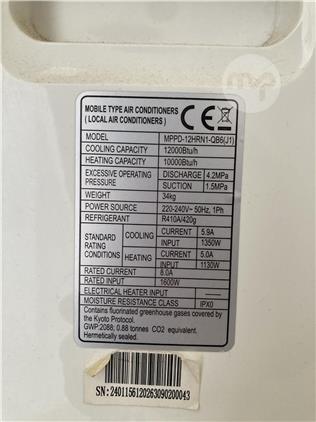 MOBILE TYPE AIR CONDITIONERS
( LOCAL AIR CONDITIONERS )
CE
MODEL MPPD-12HRN1-QB6(J1)
COOLING CAPACITY 12000Btu/h
HEATING CAPACITY 10000Btu/h
EXCESSIVE OPERATING PRESSURE DISCHARGE 4.2MPa
SUCTION 1.5MPa
WEIGHT 34kg
POWER SOURCE 220-240V~ 50Hz, 1Ph
REFRIGERANT R410A/420g
STANDARD RATING CONDITIONS COOLING CURRENT 5.9A
INPUT 1350W
HEATING CURRENT 5.0A
INPUT 1130W
RATED CURRENT 8.0A
RATED INPUT 1600W
ELECTRICAL HEATER INPUT —
MOISTURE RESISTANCE CLASS IPX0
Contains fluorinated greenhouse gases covered by
the Kyoto Protocol.
GWP:2088; 0.88 tonnes CO2 equivalent.
Hermetically sealed.
SN: 2401156120263090200043